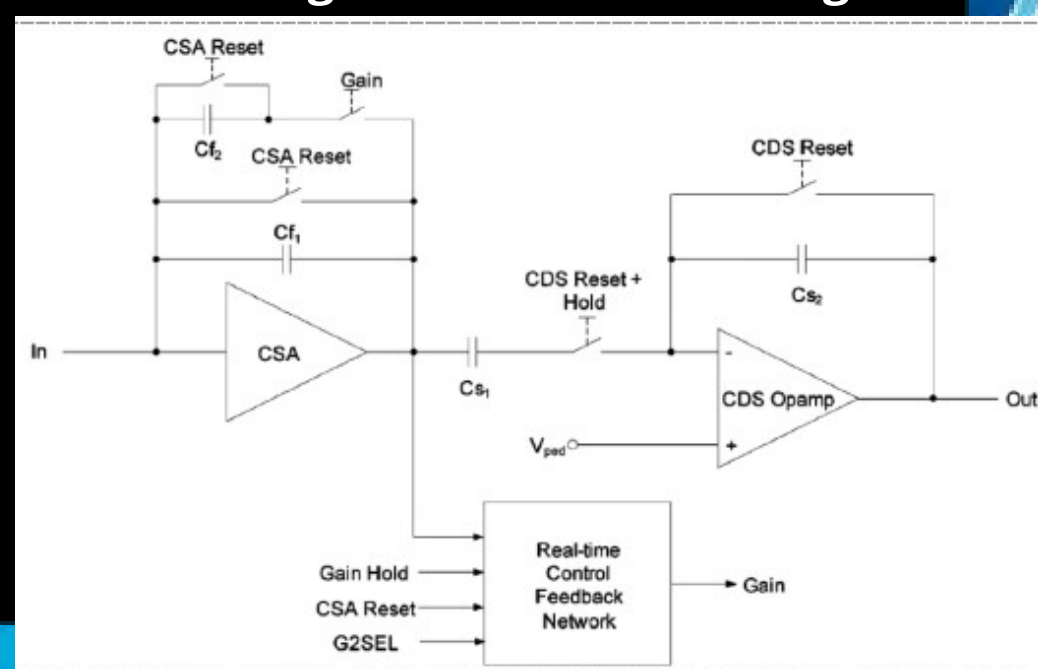 CSA Reset
Gain
Cf₂
CSA Reset
Cf₁
CDS Reset
CDS Reset +
Hold
Cs₂
In
CSA
Cs₁
-
CDS Opamp
Out
V_ped
+
Real-time
Control
Feedback
Network
Gain Hold
CSA Reset
G2SEL
Gain